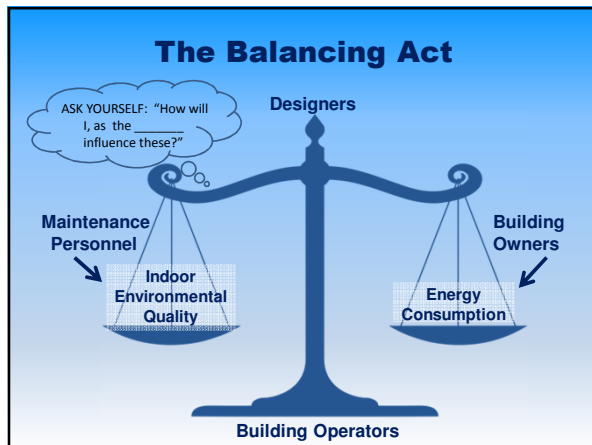 The Balancing Act
ASK YOURSELF: “How will
I, as the _______
influence these?”
Designers
Maintenance
Personnel
Building
Owners
Indoor
Environmental
Quality
Energy
Consumption
Building Operators